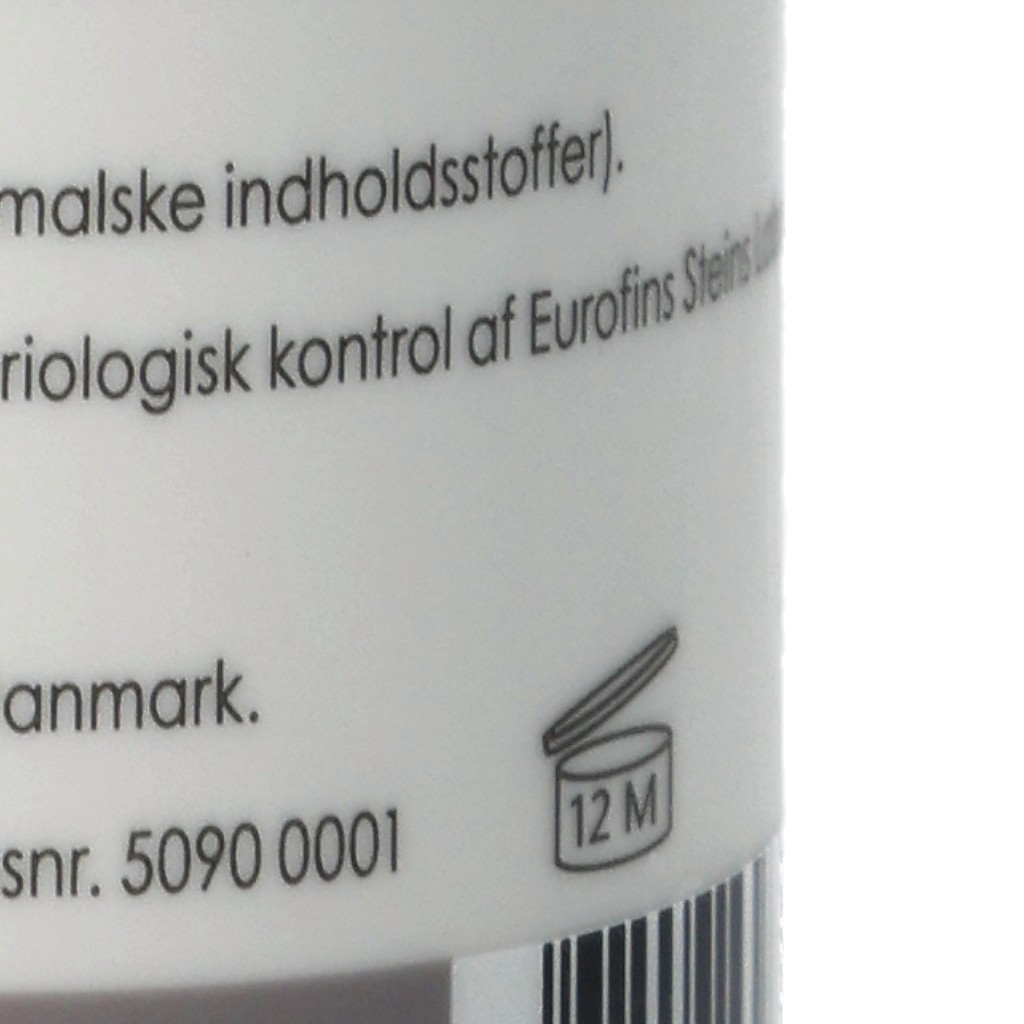 malske indholdsstoffer).
riologisk kontrol af Eurofins Steins
anmark.
snr. 5090 0001
12 M